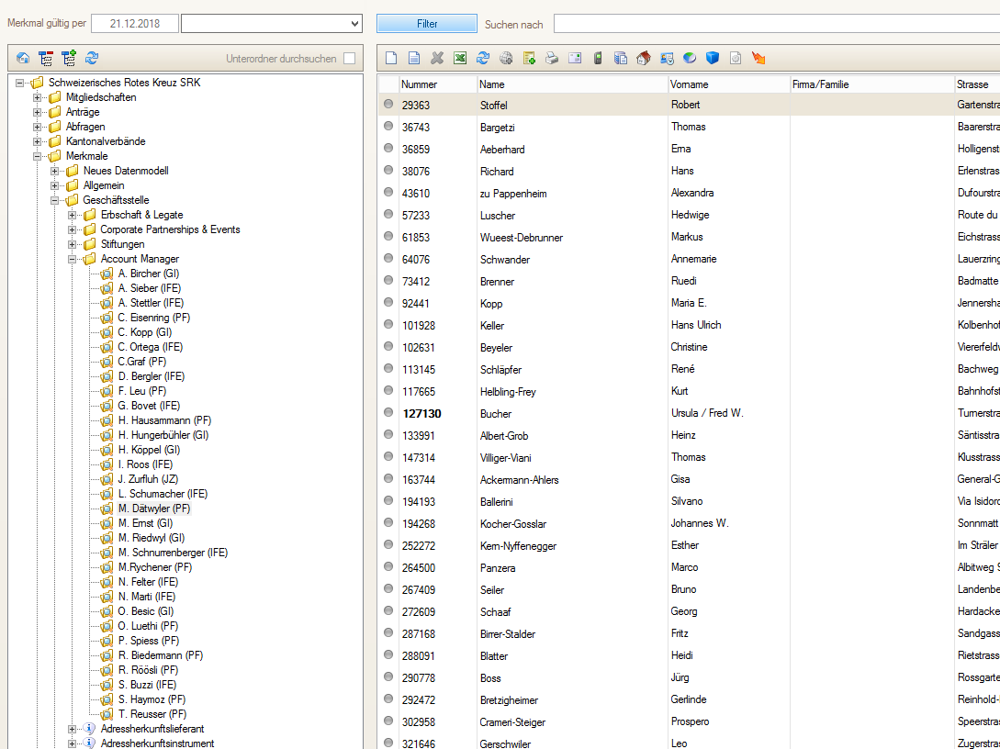 Merkmal gültig per 21.12.2018 Filter Suchen nach
Unterordner durchsuchen
Schweizerisches Rotes Kreuz SRK
Mitgliedschaften
Anträge
Abfragen
Kantonalverbände
Merkmale
Neues Datenmodell
Allgemein
Geschäftsstelle
Erbschaft & Legate
Corporate Partnerships & Events
Stiftungen
Account Manager
A. Bircher (GI)
A. Sieber (IFE)
A. Stettler (IFE)
C. Eisenring (PF)
C. Kopp (GI)
C. Ortega (IFE)
C.Graf (PF)
D. Bergler (IFE)
F. Leu (PF)
G. Bovet (IFE)
H. Hausammann (PF)
H. Hungerbühler (GI)
H. Köppel (GI)
I. Roos (IFE)
J. Zurfluh (JZ)
L. Schumacher (IFE)
M. Dätwyler (PF)
M. Ernst (GI)
M. Riedwyl (GI)
M. Schnurrenberger (IFE)
M.Rychener (PF)
N. Felter (IFE)
N. Marti (IFE)
O. Besic (GI)
O. Luethi (PF)
P. Spiess (PF)
R. Biedermann (PF)
R. Röösli (PF)
S. Buzzi (IFE)
S. Haymoz (PF)
T. Reusser (PF)
Adressherkunftslieferant
Adressherkunftsinstrument
Nummer Name Vorname Firma/Familie Strasse
29363 Stoffel Robert Gartenstra
36743 Bargetzi Thomas Baarerstra
36859 Aeberhard Erna Holligenst
38076 Richard Hans Erlenstras
43610 zu Pappenheim Alexandra Dufourstra
57233 Luscher Hedwige Route du
61853 Wueest-Debrunner Markus Eichstrass
64076 Schwander Annemarie Lauerzring
73412 Brenner Ruedi Badmatte
92441 Kopp Maria E. Jennersha
101928 Keller Hans Ulrich Kolbenhof
102631 Beyeler Christine Viererfeldw
113145 Schläpfer René Bachweg
117665 Helbling-Frey Kurt Bahnhofst
127130 Bucher Ursula / Fred W. Turnerstra
133991 Albert-Grob Heinz Säntisstra
147314 Villiger-Viani Thomas Klusstrass
163744 Ackermann-Ahlers Gisa General-G
194193 Ballerini Silvano Via Isidoro
194268 Kocher-Gosslar Johannes W. Sonnmatt
252272 Kern-Nyffenegger Esther Im Sträler
264500 Panzera Marco Albitweg S
267409 Seiler Bruno Landenbe
272609 Schaaf Georg Hardacke
287168 Birrer-Stalder Fritz Sandgass
288091 Blatter Heidi Rietstrass
290778 Boss Jürg Rossgarte
292472 Bretzigheimer Gerlinde Reinhold-
302958 Crameri-Steiger Prospero Speerstras
321646 Gerschwiler Leo Zugerstras